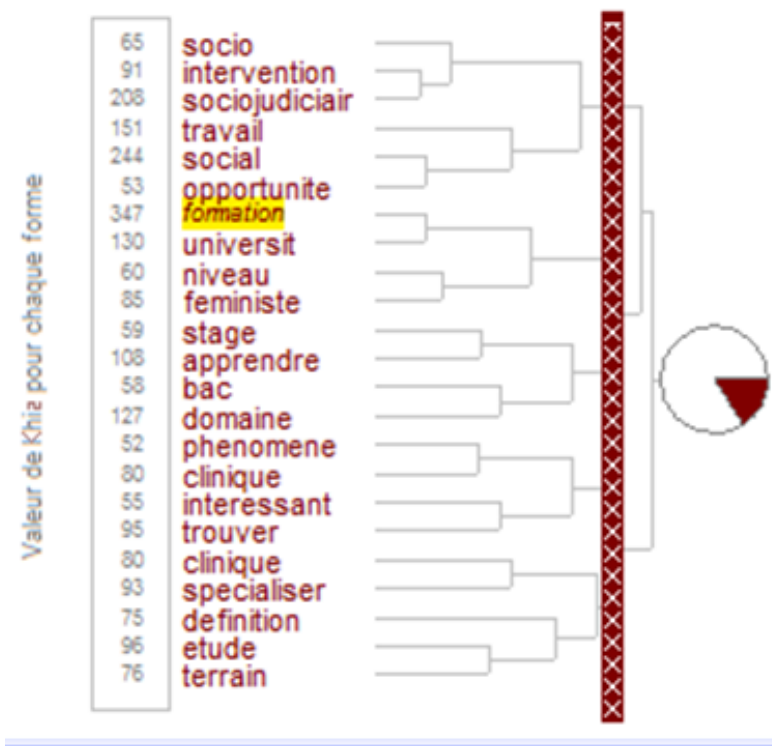 Valeur de Khi2 pour chaque forme
65 socio
91 intervention
208 sociojudiciair
151 travail
244 social
53 opportunite
347 formation
130 universit
60 niveau
85 feministe
59 stage
108 apprendre
58 bac
127 domaine
52 phenomene
80 clinique
55 interessant
95 trouver
80 clinique
93 specialiser
75 definition
96 etude
76 terrain